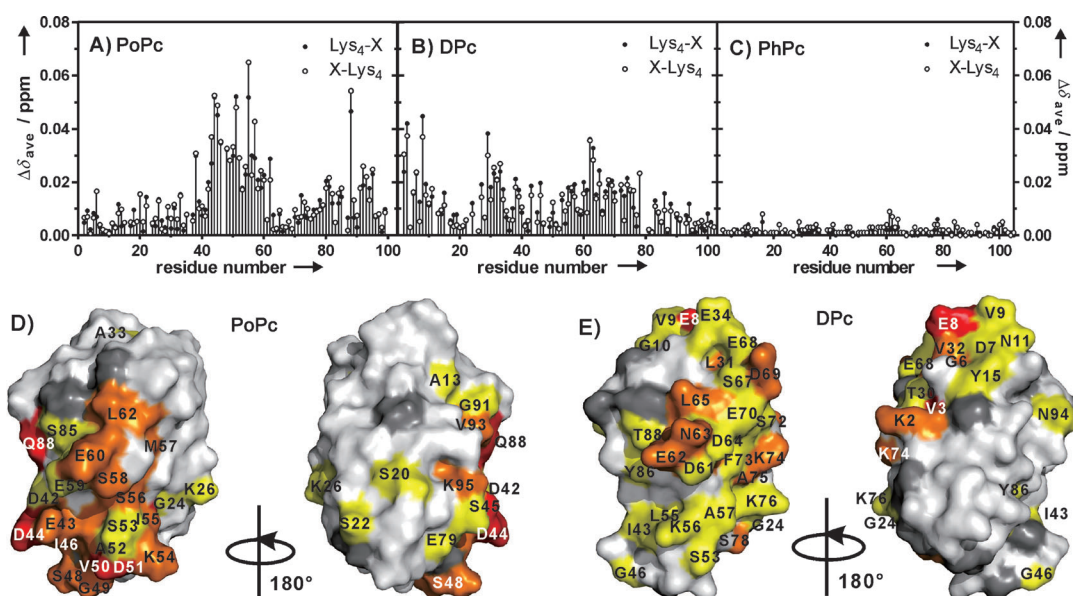 0.08
0.06
0.04
0.02
0.00
Δδ ave / ppm
A) PoPc
• Lys4-X
○ X-Lys4
B) DPc
• Lys4-X
○ X-Lys4
C) PhPc
• Lys4-X
○ X-Lys4
0.08
0.06
0.04
0.02
0.00
Δδ ave / ppm
0 20 40 60 80 100
20 40 60 80 100
20 40 60 80 100
residue number
residue number
residue number
D) PoPc
A33
L62
S85
Q88
M57
E60
S58
E59
S56
D42
G24
K26
E43
S53
I55
D44
I46
A52
K54
V50
D51
S48
G49
180°
A13
G91
V93
Q88
S20
K26
K95
D42
S45
S22
D44
E79
S48
E) DPc
V9
E8
E34
G10
E68
L31
D69
S67
L65
E70
S72
T88
N63
D64
E62
K74
D61
F73
Y86
A75
K76
L55
A57
I43
K56
G24
S78
S53
G46
180°
E8
V9
V32
D7
N11
E68
G6
Y15
T30
V3
K2
N94
K74
K76
Y86
G24
I43
G46